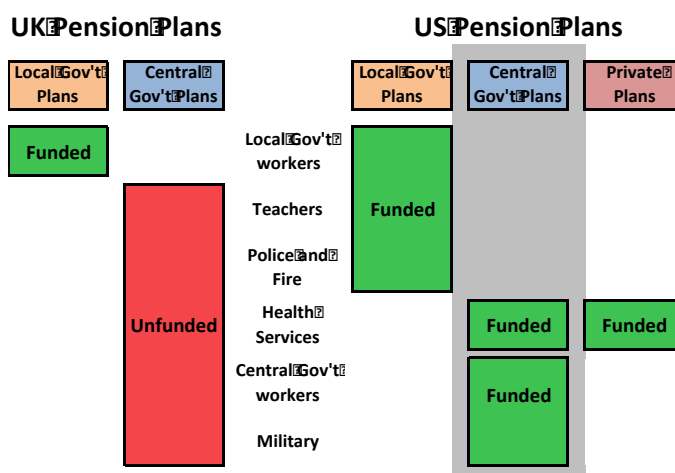 UK Pension Plans
US Pension Plans
Local Gov't
Plans
Central
Gov't Plans
Local Gov't
Plans
Central
Gov't Plans
Private
Plans
Funded
Local Gov't
workers
Teachers
Police and
Fire
Health
Services
Central Gov't
workers
Military
Unfunded
Funded
Funded
Funded
Funded